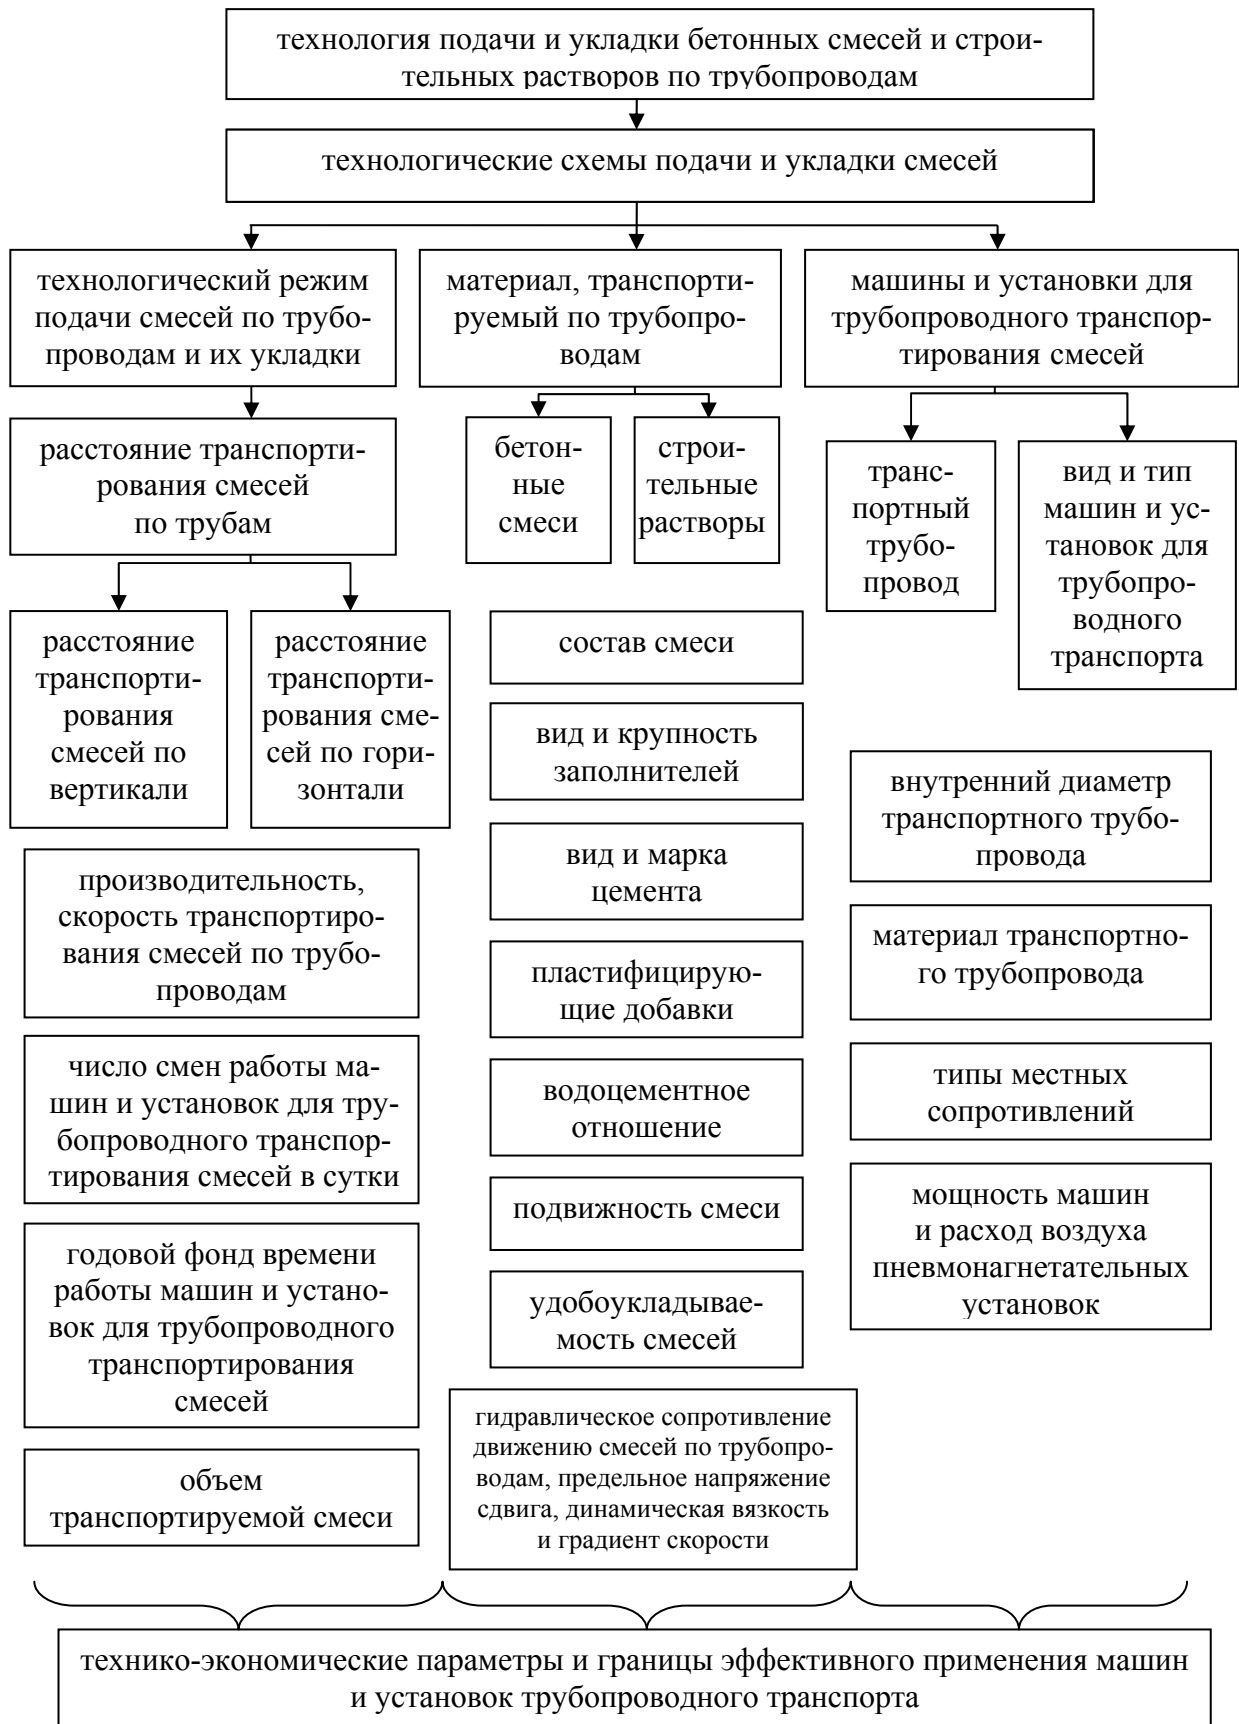 технология подачи и укладки бетонных смесей и строи-
тельных растворов по трубопроводам
технологические схемы подачи и укладки смесей
технологический режим
подачи смесей по трубо-
проводам и их укладки
материал, транспорти-
руемый по трубопро-
водам
машины и установки для
трубопроводного транспор-
тирования смесей
расстояние транспорти-
рования смесей
по трубам
бетон-
ные
смеси
строи-
тельные
растворы
транс-
портный
трубо-
провод
вид и тип
машин и ус-
тановок для
трубопро-
водного
транспорта
расстояние
транспорти-
рования
смесей по
вертикали
расстояние
транспорти-
рования сме-
сей по гори-
зонтали
производительность,
скорость транспортиро-
вания смесей по трубо-
проводам
число смен работы ма-
шин и установок для тру-
бопроводного транспор-
тирования смесей в сутки
годовой фонд времени
работы машин и устано-
вок для трубопроводного
транспортирования
смесей
объем
транспортируемой смеси
состав смеси
вид и крупность
заполнителей
вид и марка
цемента
пластифицирую-
щие добавки
водоцементное
отношение
подвижность смеси
удобоукладывае-
мость смесей
гидравлическое сопротивление
движению смесей по трубопро-
водам, предельное напряжение
сдвига, динамическая вязкость
и градиент скорости
внутренний диаметр
транспортного трубо-
провода
материал транспортно-
го трубопровода
типы местных
сопротивлений
мощность машин
и расход воздуха
пневмонагнетательных
установок
технико-экономические параметры и границы эффективного применения машин
и установок трубопроводного транспорта